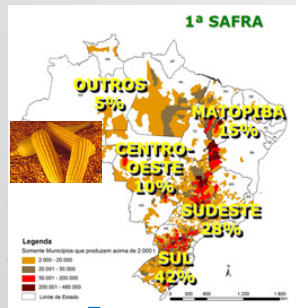 1ª SAFRA
OUTROS
5%
MATOPIBA
15%
CENTRO-
OESTE
10%
SUDESTE
28%
SUL
42%
Legenda
Somente Municípios que produzem acima de 2.000 t
2.000 - 20.000
20.001 - 50.000
50.001 - 200.000
200.001 - 480.000
Limite de Estado